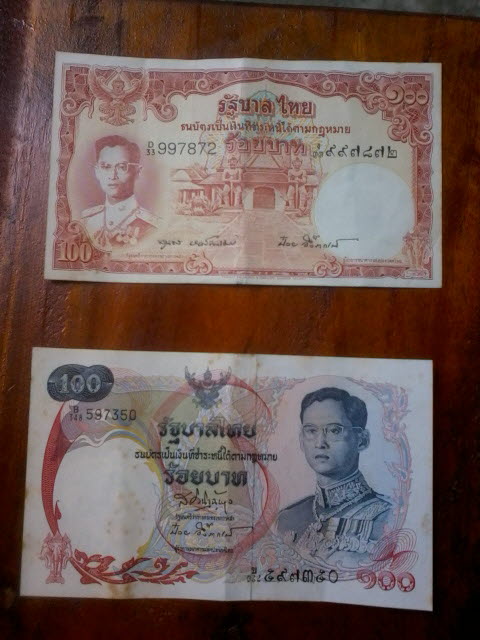 ๑๐๐
รัฐบาลไทย
ธนบัตรเป็นเงินที่ชำระหนี้ได้ตามกฎหมาย
D/33 997872 ร้อยบาท ๙๙๗๘๗๒
100
100
B/148 597350
รัฐบาลไทย
ธนบัตรเป็นเงินที่ชำระหนี้ได้ตามกฎหมาย
ร้อยบาท
๕๙๗๓๕๐ ๑๐๐